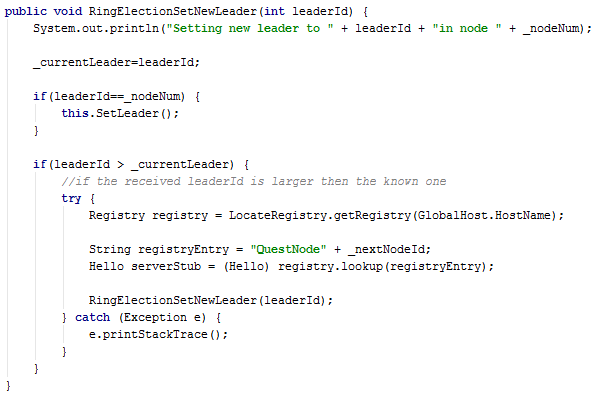 public void RingElectionSetNewLeader(int leaderId) {
System.out.println("Setting new leader to " + leaderId + "in node " + _nodeNum);
_currentLeader=leaderId;
if(leaderId==_nodeNum) {
this.SetLeader();
}
if(leaderId > _currentLeader) {
//if the received leaderId is larger then the known one
try {
Registry registry = LocateRegistry.getRegistry(GlobalHost.HostName);
String registryEntry = "QuestNode" + _nextNodeId;
Hello serverStub = (Hello) registry.lookup(registryEntry);
RingElectionSetNewLeader(leaderId);
} catch (Exception e) {
e.printStackTrace();
}
}
}